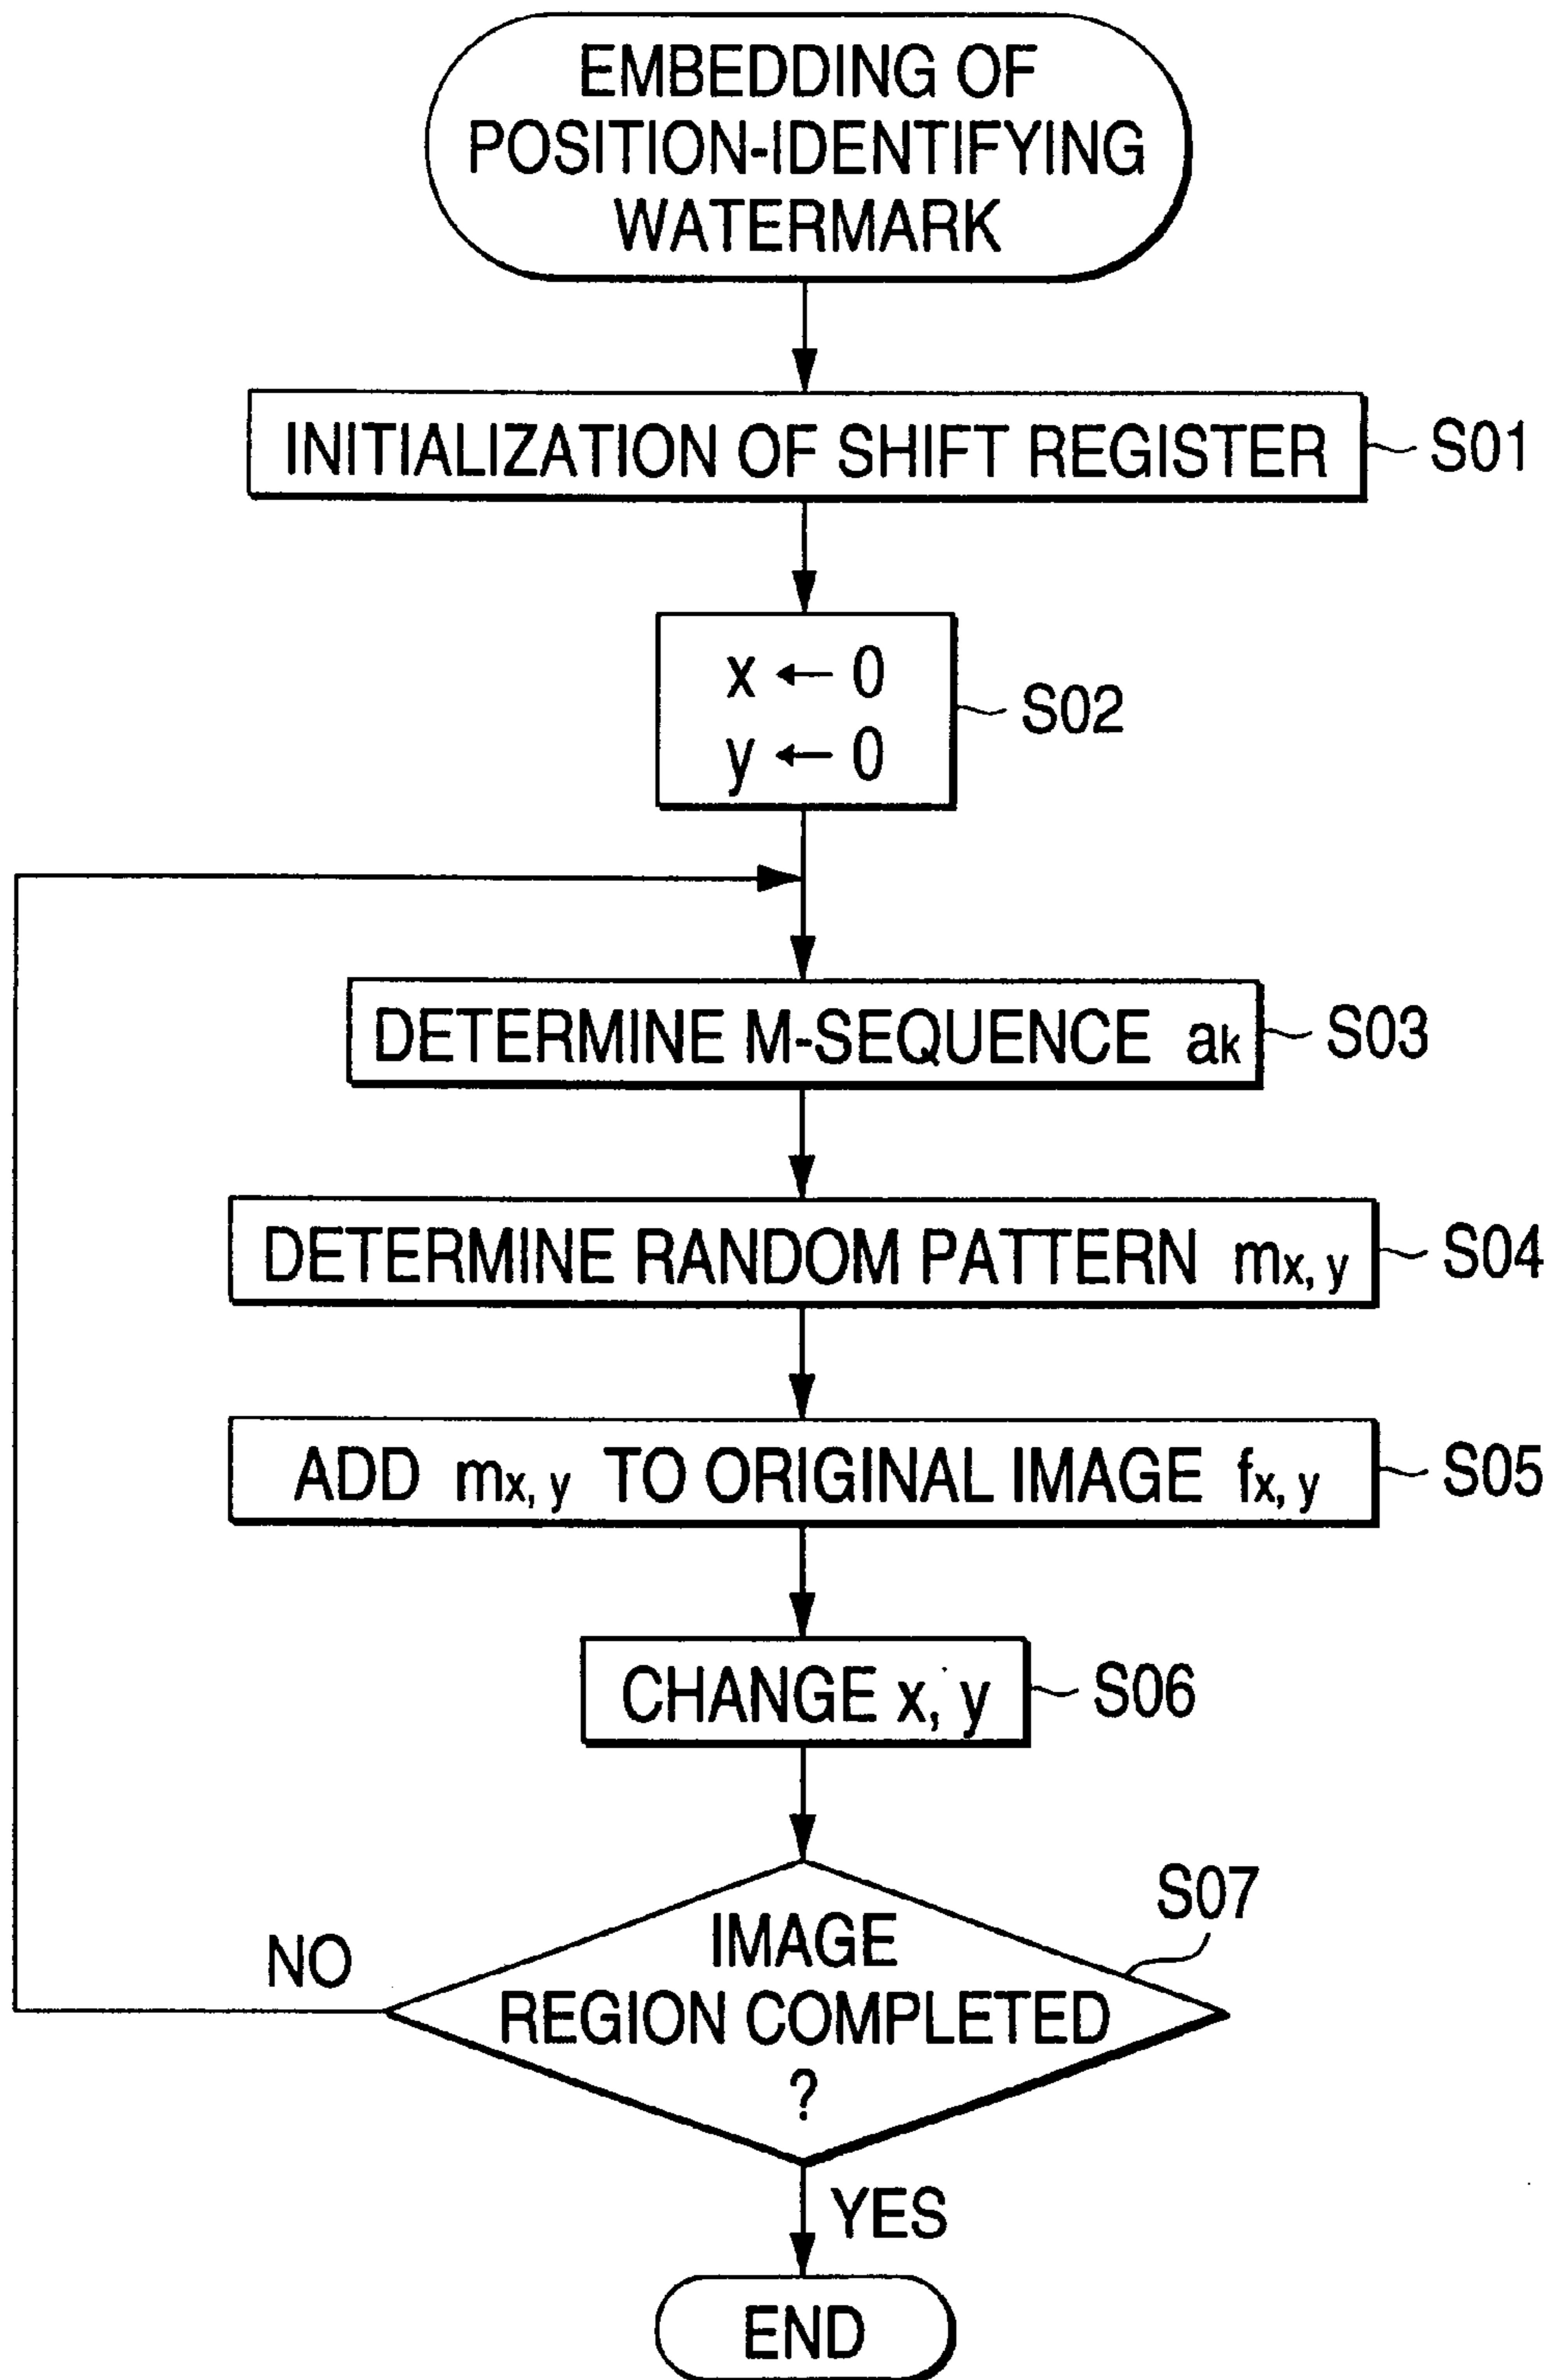 EMBEDDING OF
POSITION-IDENTIFYING
WATERMARK
INITIALIZATION OF SHIFT REGISTER
S01
x ← 0
y ← 0
S02
DETERMINE M-SEQUENCE ak
S03
DETERMINE RANDOM PATTERN mx, y
S04
ADD mx, y TO ORIGINAL IMAGE fx, y
S05
CHANGE x, y
S06
S07
NO
IMAGE
REGION COMPLETED
?
YES
END